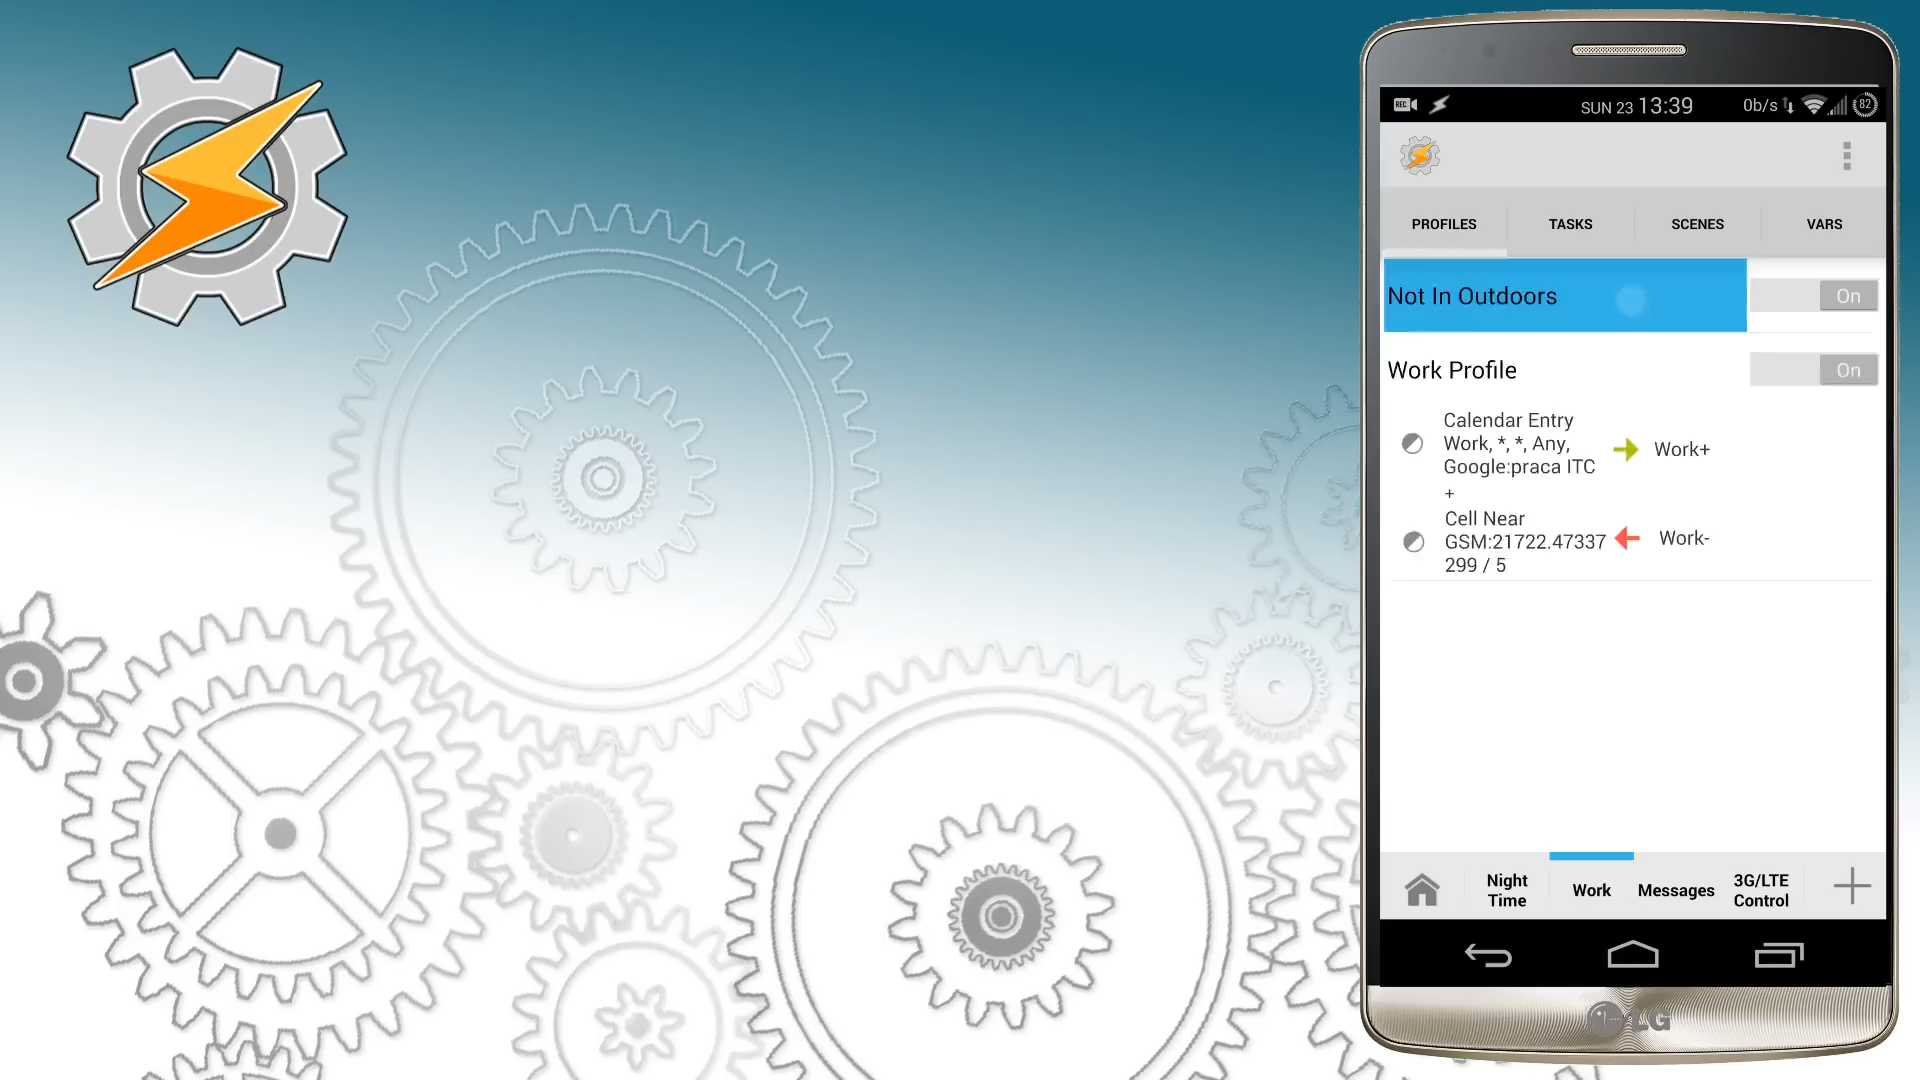 REC
SUN 23 13:39
0b/s
82
PROFILES
TASKS
SCENES
VARS
Not In Outdoors
On
Work Profile
On
Calendar Entry
Work, *, *, Any,
Google:praca ITC
Work+
+
Cell Near
GSM:21722.47337
299 / 5
Work-
Night
Time
Work
Messages
3G/LTE
Control
LG